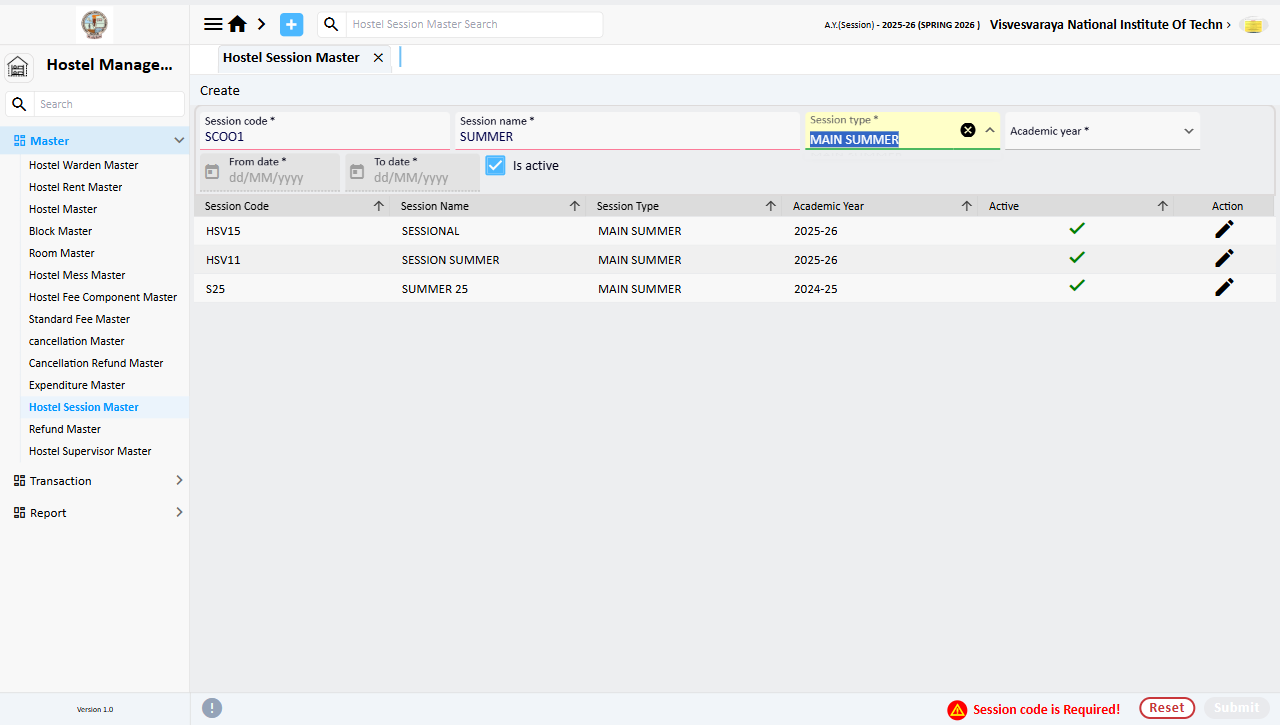 Hostel Session Master Search
A.Y.(Session) - 2025-26 (SPRING 2026 )
Visvesvaraya National Institute Of Techn
Hostel Manage...
Hostel Session Master
Search
Create
Session code *
SCOO1
Session name *
SUMMER
Session type *
MAIN SUMMER
Academic year *
From date *
dd/MM/yyyy
To date *
dd/MM/yyyy
Is active
Master
Hostel Warden Master
Hostel Rent Master
Hostel Master
Block Master
Room Master
Hostel Mess Master
Hostel Fee Component Master
Standard Fee Master
cancellation Master
Cancellation Refund Master
Expenditure Master
Hostel Session Master
Refund Master
Hostel Supervisor Master
Transaction
Report
Session Code Session Name Session Type Academic Year Active Action
HSV15 SESSIONAL MAIN SUMMER 2025-26
HSV11 SESSION SUMMER MAIN SUMMER 2025-26
S25 SUMMER 25 MAIN SUMMER 2024-25
Version 1.0
Session code is Required!
Reset
Submit